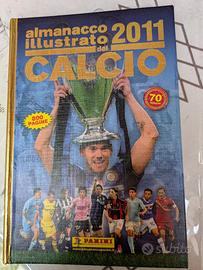 almanacco
illustrato 2011
del
CALCIO
800
PAGINE
70
PANINI
subito